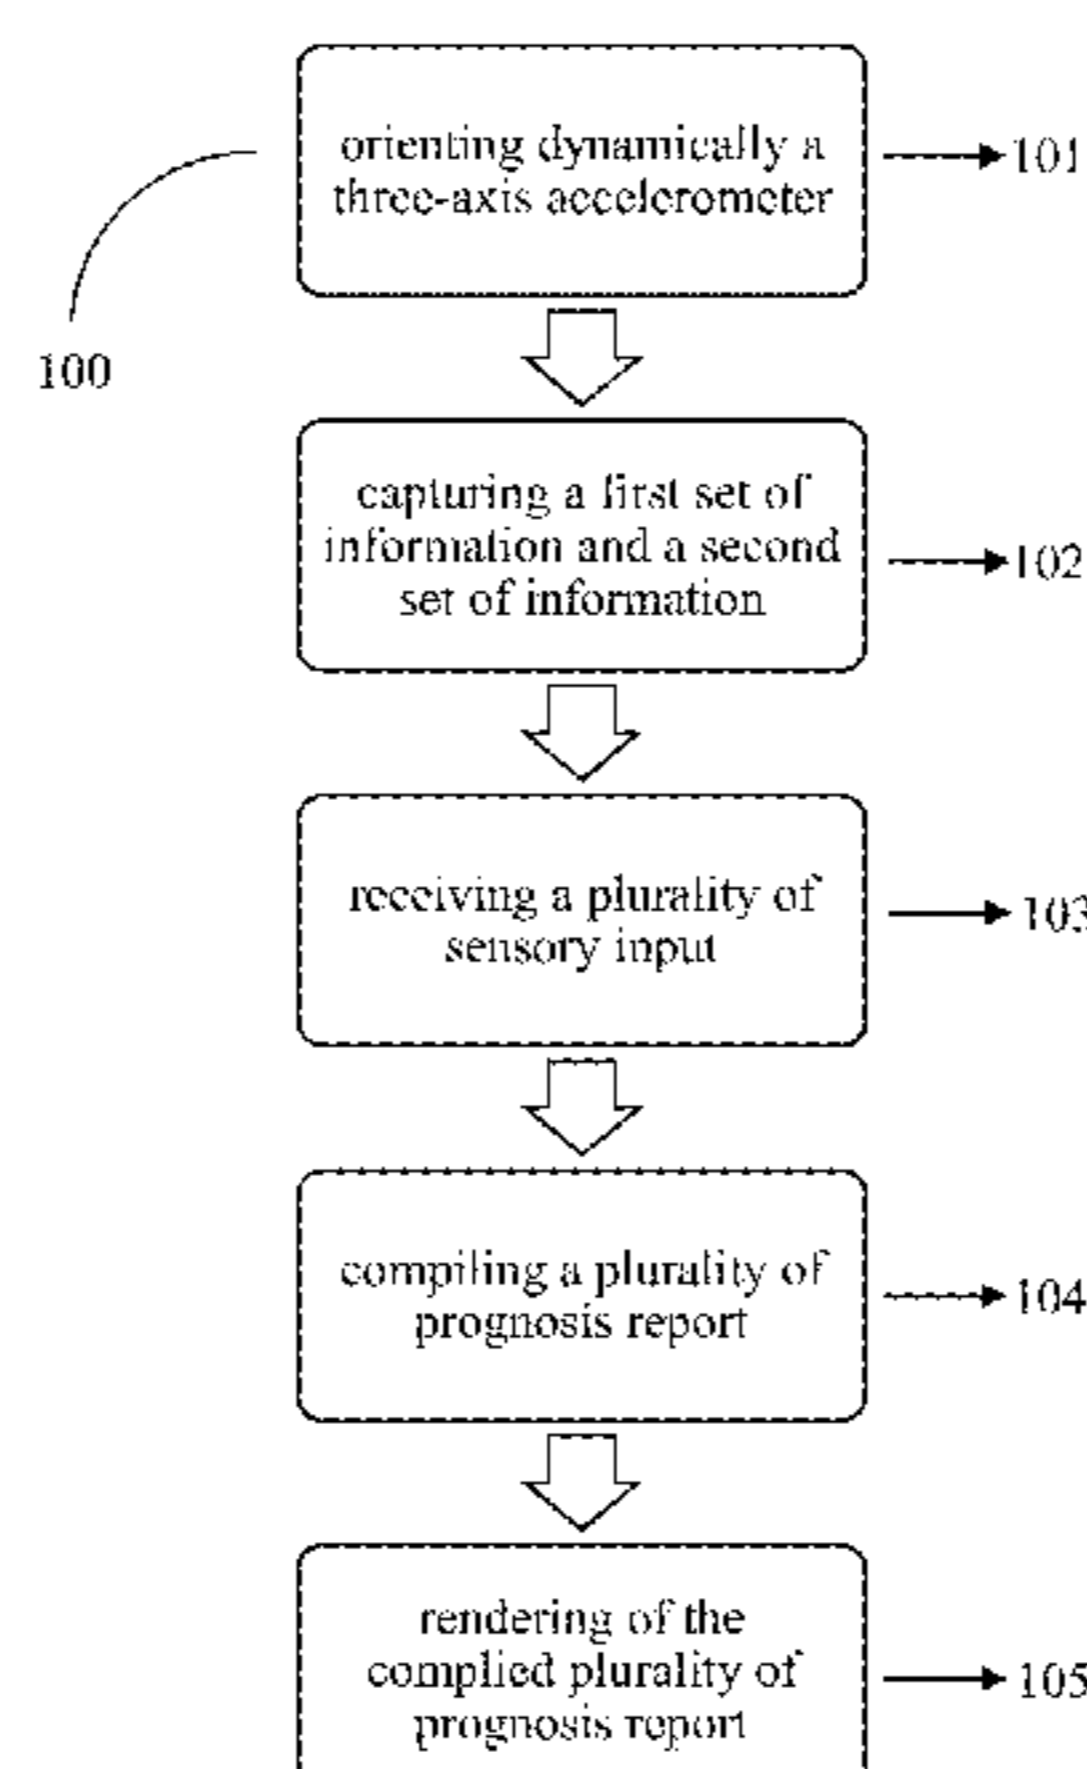 orienting dynamically a
three-axis accelerometer
101
100
capturing a first set of
information and a second
set of information
102
receiving a plurality of
sensory input
103
compiling a plurality of
prognosis report
104
rendering of the
complied plurality of
prognosis report
105